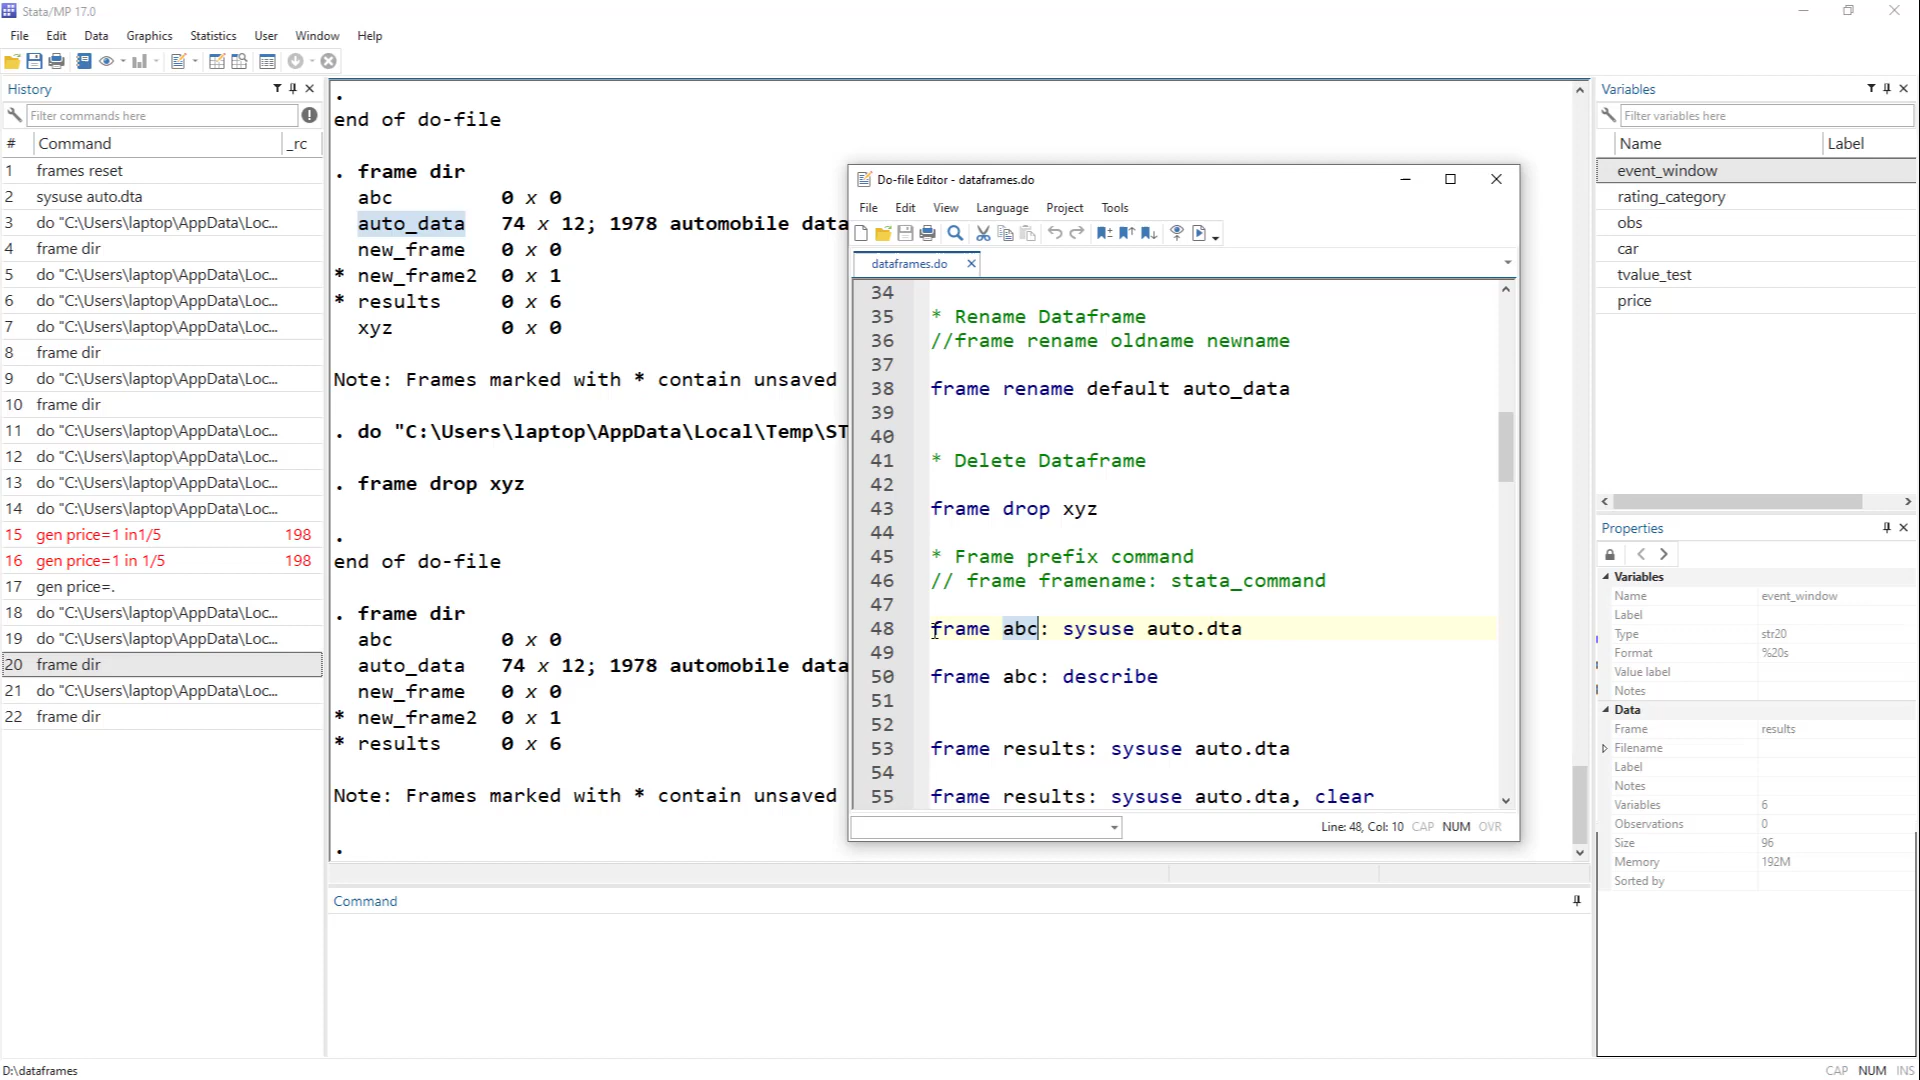 Stata/MP 17.0
File Edit Data Graphics Statistics User Window Help
History
Filter commands here
# Command _rc
1 frames reset
2 sysuse auto.dta
3 do "C:\Users\laptop\AppData\Loc...
4 frame dir
5 do "C:\Users\laptop\AppData\Loc...
6 do "C:\Users\laptop\AppData\Loc...
7 do "C:\Users\laptop\AppData\Loc...
8 frame dir
9 do "C:\Users\laptop\AppData\Loc...
10 frame dir
11 do "C:\Users\laptop\AppData\Loc...
12 do "C:\Users\laptop\AppData\Loc...
13 do "C:\Users\laptop\AppData\Loc...
14 do "C:\Users\laptop\AppData\Loc...
15 gen price=1 in1/5 198
16 gen price=1 in 1/5 198
17 gen price=.
18 do "C:\Users\laptop\AppData\Loc...
19 do "C:\Users\laptop\AppData\Loc...
20 frame dir
21 do "C:\Users\laptop\AppData\Loc...
22 frame dir
.
end of do-file
. frame dir
abc 0 x 0
auto_data 74 x 12; 1978 automobile data
new_frame 0 x 0
* new_frame2 0 x 1
* results 0 x 6
xyz 0 x 0
Note: Frames marked with * contain unsaved
. do "C:\Users\laptop\AppData\Local\Temp\ST
. frame drop xyz
.
end of do-file
. frame dir
abc 0 x 0
auto_data 74 x 12; 1978 automobile data
new_frame 0 x 0
* new_frame2 0 x 1
* results 0 x 6
Note: Frames marked with * contain unsaved
.
Command
Do-file Editor - dataframes.do
File Edit View Language Project Tools
dataframes.do
34
35 * Rename Dataframe
36 //frame rename oldname newname
37
38 frame rename default auto_data
39
40
41 * Delete Dataframe
42
43 frame drop xyz
44
45 * Frame prefix command
46 // frame framename: stata_command
47
48 frame abc: sysuse auto.dta
49
50 frame abc: describe
51
52
53 frame results: sysuse auto.dta
54
55 frame results: sysuse auto.dta, clear
Line: 48, Col: 10 CAP NUM OVR
Variables
Filter variables here
Name Label
event_window
rating_category
obs
car
tvalue_test
price
Properties
Variables
Name event_window
Label
Type str20
Format %20s
Value label
Notes
Data
Frame results
Filename
Label
Notes
Variables 6
Observations 0
Size 96
Memory 192M
Sorted by
D:\dataframes
CAP NUM INS